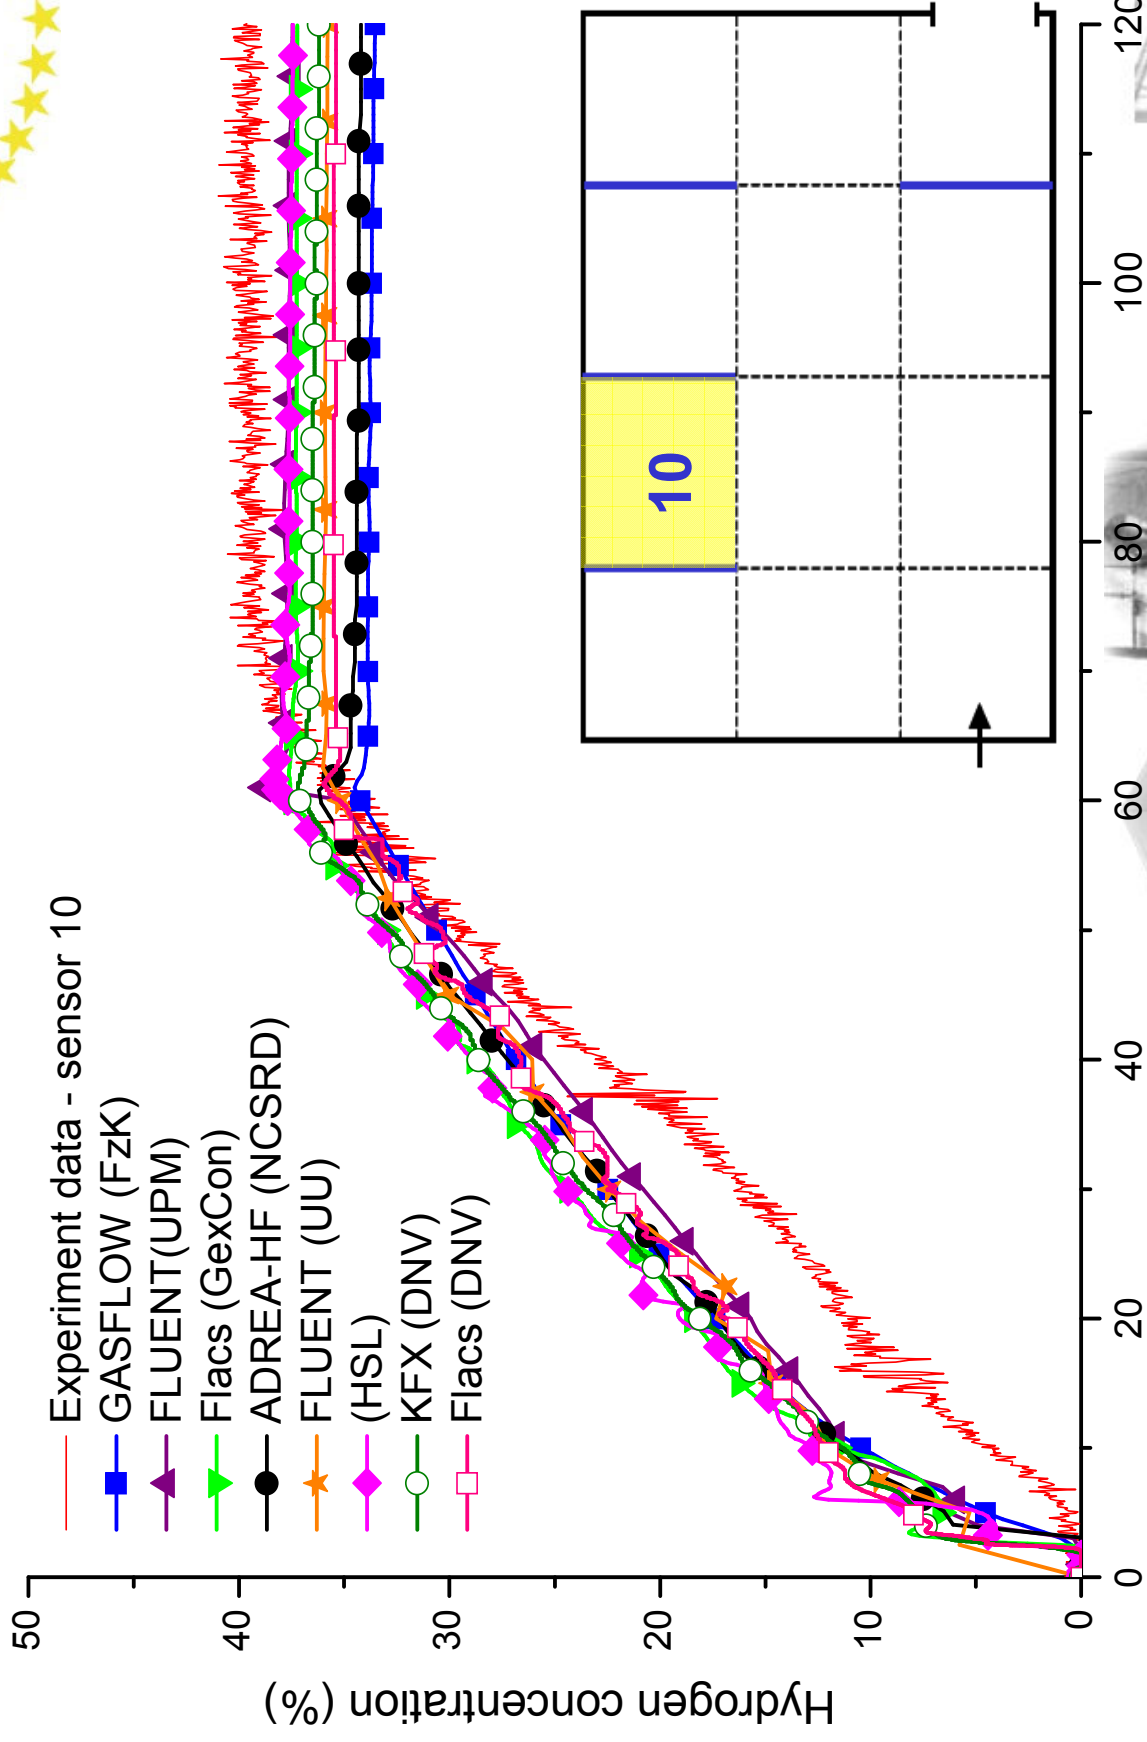 Experiment data - sensor 10
GASFLOW (FzK)
FLUENT(UPM)
Flacs (GexCon)
ADREA-HF (NCSRD)
FLUENT (UU)
(HSL)
KFX (DNV)
Flacs (DNV)
Hydrogen concentration (%)
50
40
30
20
10
0
0
20
40
60
80
100
120
10